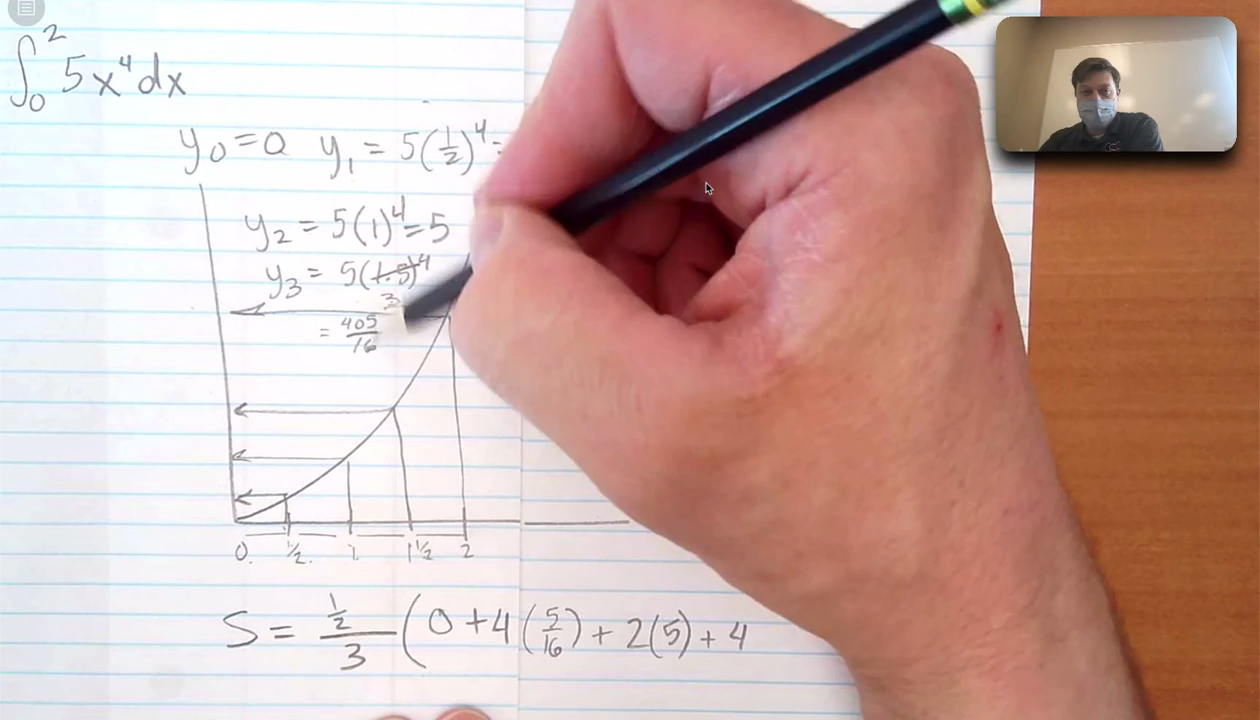 ∫₀² 5x⁴dx
y₀ = 0 y₁ = 5(½)⁴ =
y₂ = 5(1)⁴ = 5
y₃ = 5(1.5)⁴
3
= 405/16
0. ½. 1. 1½ 2
S = ½/3 (0 + 4(5/16) + 2(5) + 4